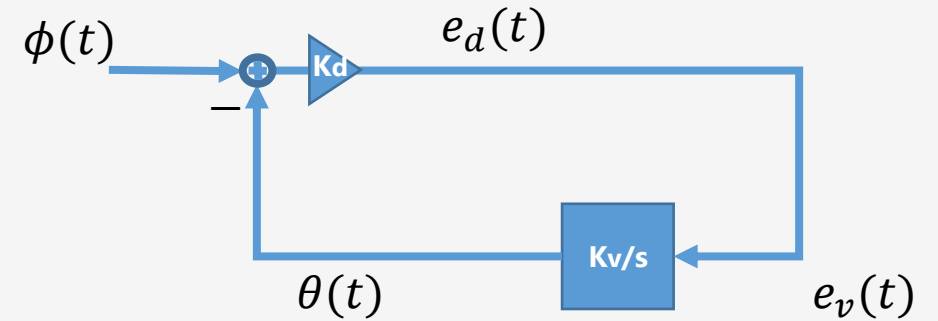 ϕ(t)
Kd
e_d(t)
−
Kv/s
θ(t)
e_v(t)